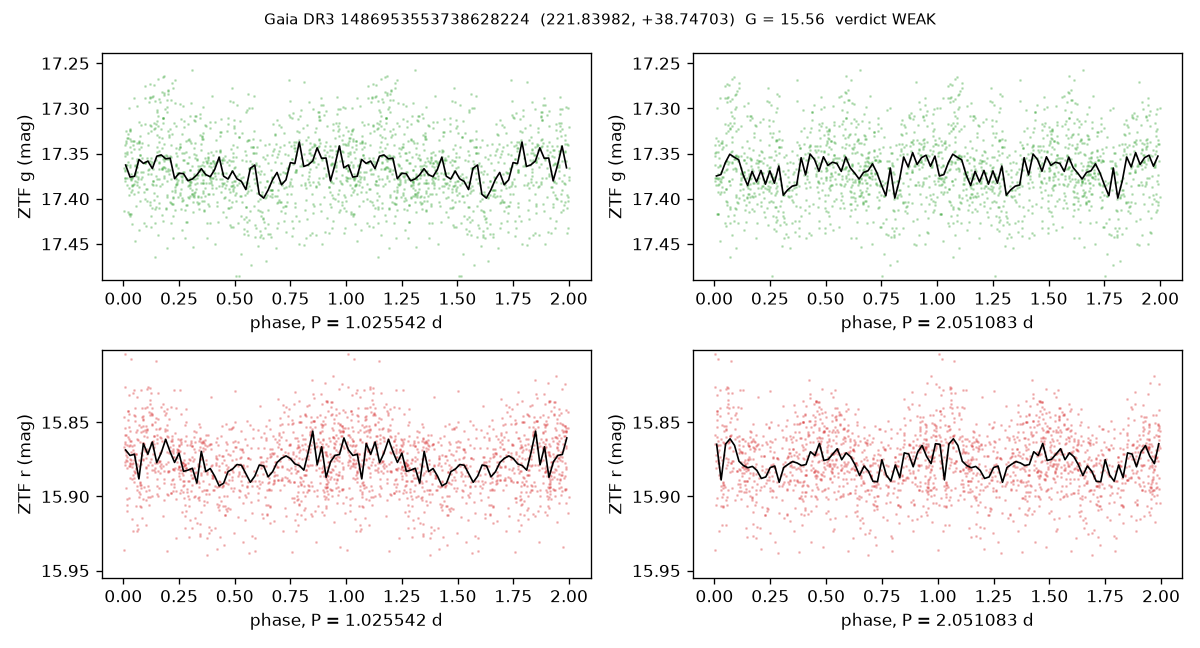 Gaia DR3 1486953553738628224  (221.83982, +38.74703)  G = 15.56  verdict WEAK
ZTF g (mag)
17.25
17.30
17.35
17.40
17.45
0.00 0.25 0.50 0.75 1.00 1.25 1.50 1.75 2.00
phase, P = 1.025542 d
ZTF g (mag)
17.25
17.30
17.35
17.40
17.45
0.00 0.25 0.50 0.75 1.00 1.25 1.50 1.75 2.00
phase, P = 2.051083 d
ZTF r (mag)
15.85
15.90
15.95
0.00 0.25 0.50 0.75 1.00 1.25 1.50 1.75 2.00
phase, P = 1.025542 d
ZTF r (mag)
15.85
15.90
15.95
0.00 0.25 0.50 0.75 1.00 1.25 1.50 1.75 2.00
phase, P = 2.051083 d